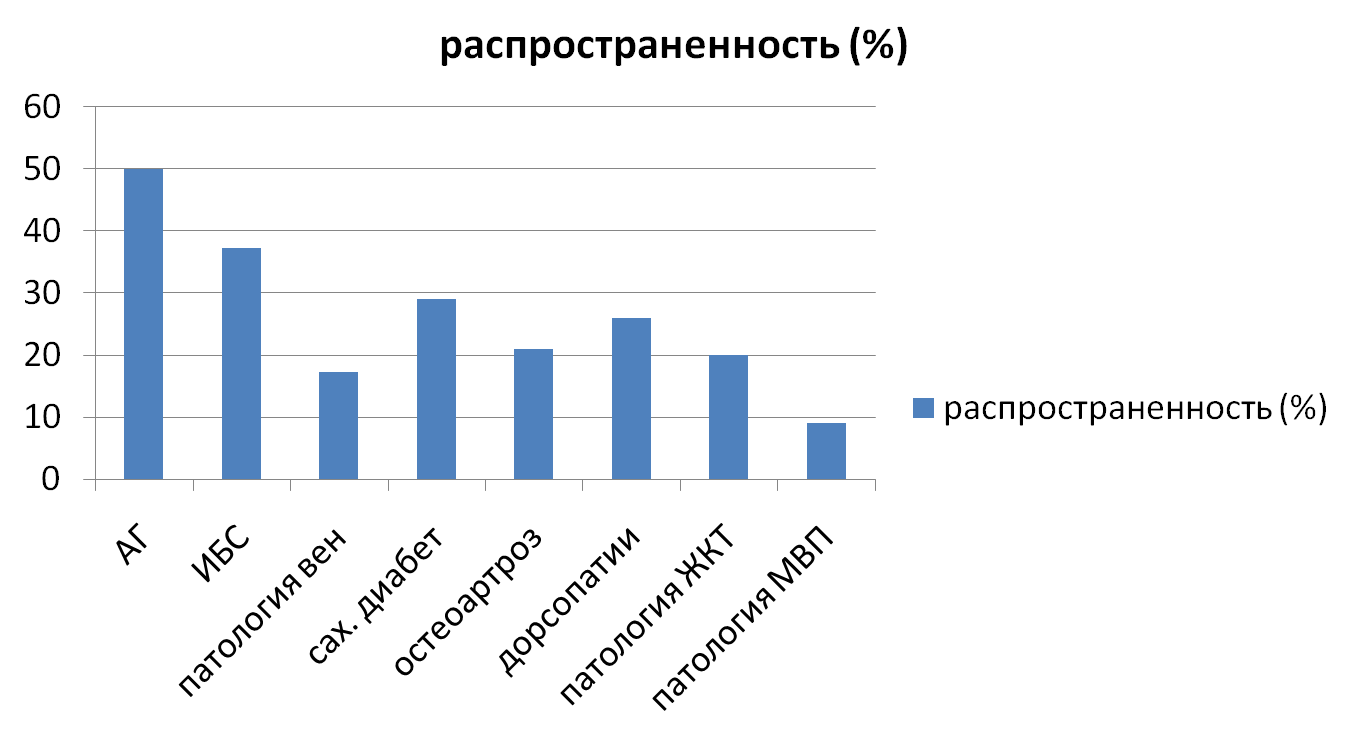 распространенность (%)
60
50
40
30
20
10
0
АГ
ИБС
патология вен
сах. диабет
остеоартроз
дорсопатии
патология ЖКТ
патология МВП
распространенность (%)